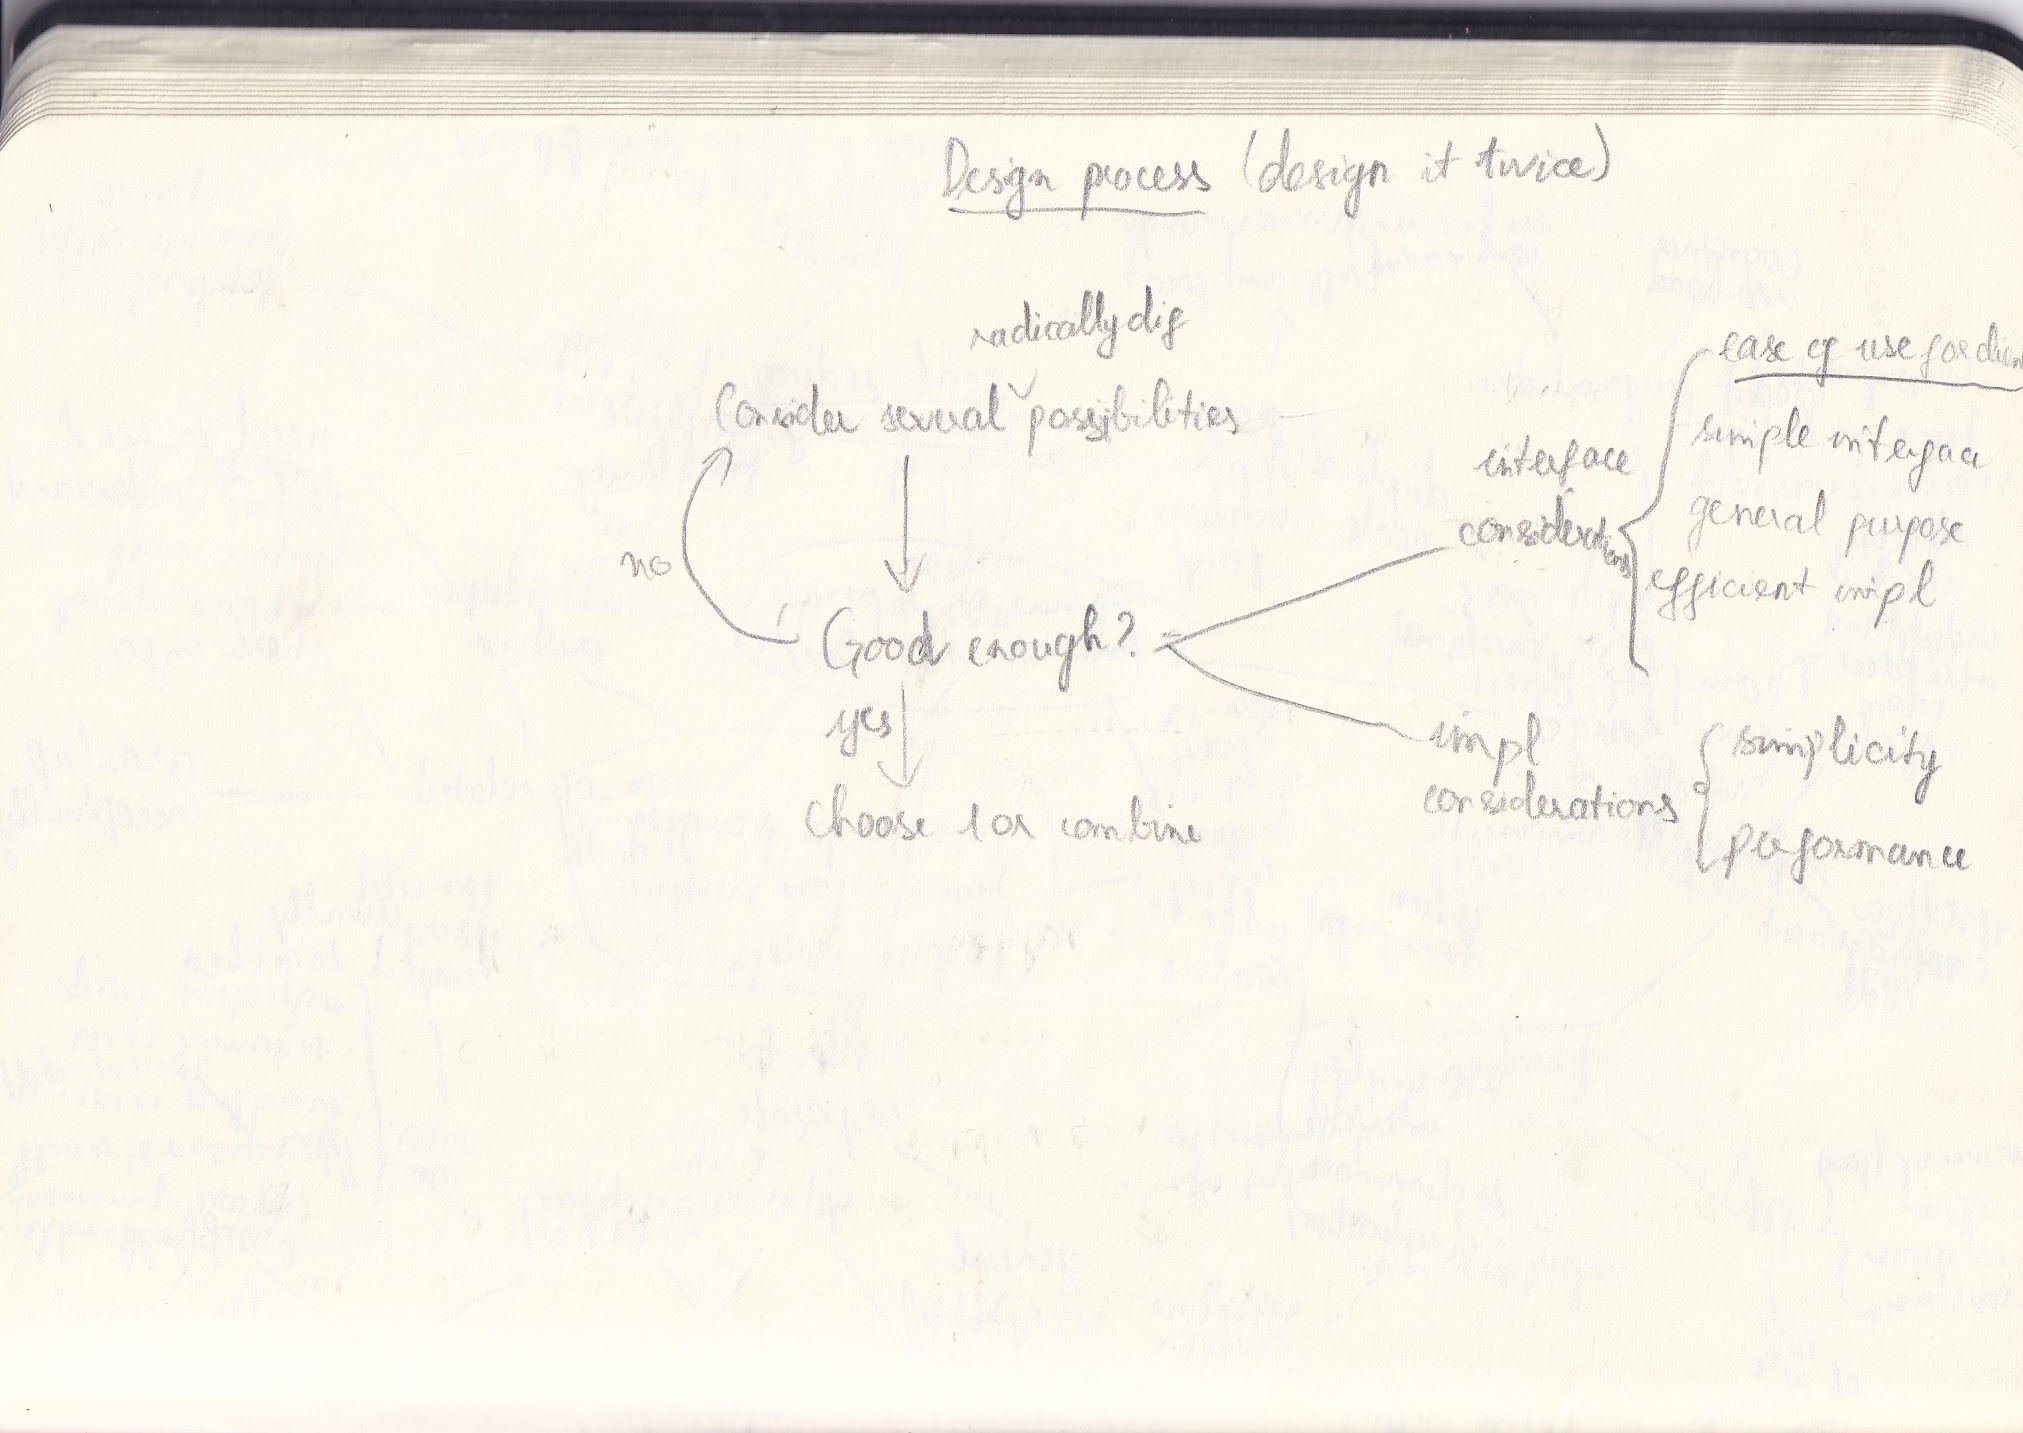 Design process (design it twice)
radically dif
Consider several possibilities
no
Good enough?
yes
Choose 1 or combine
interface
considerations
ease of use for clien
simple interface
general purpose
efficient impl
impl
considerations
simplicity
performance